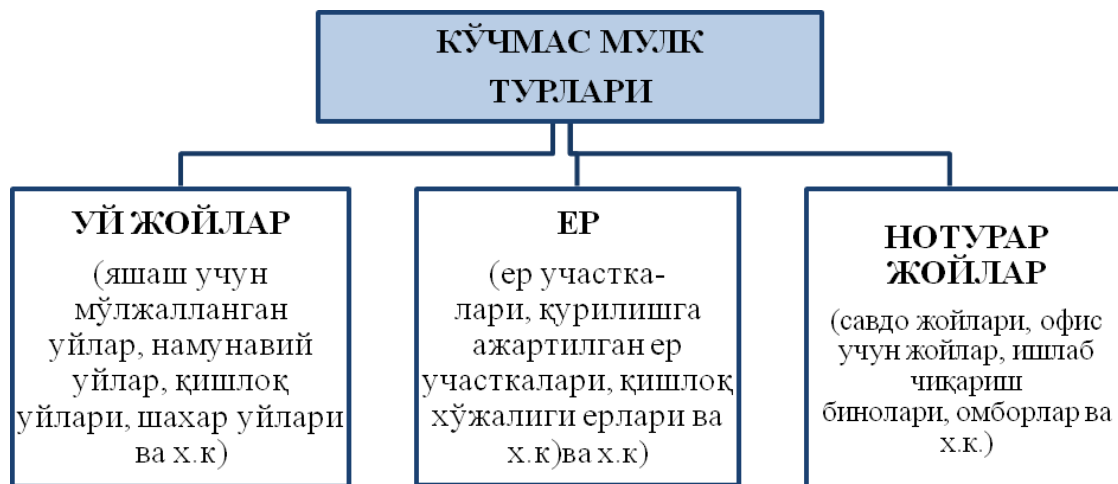 КЎЧМАС МУЛК
ТУРЛАРИ
УЙ ЖОЙЛАР
(яшаш учун
мўлжалланган
уйлар, намунавий
уйлар, қишлоқ
уйлари, шахар уйлари
ва х.к)
ЕР
(ер участка-
лари, қурилишга
ажартилган ер
участкалари, қишлоқ
хўжалиги ерлари ва
х.к)ва х.к)
НОТУРАР
ЖОЙЛАР
(савдо жойлари, офис
учун жойлар, ишлаб
чиқариш
бинолари, омборлар ва
х.к.)